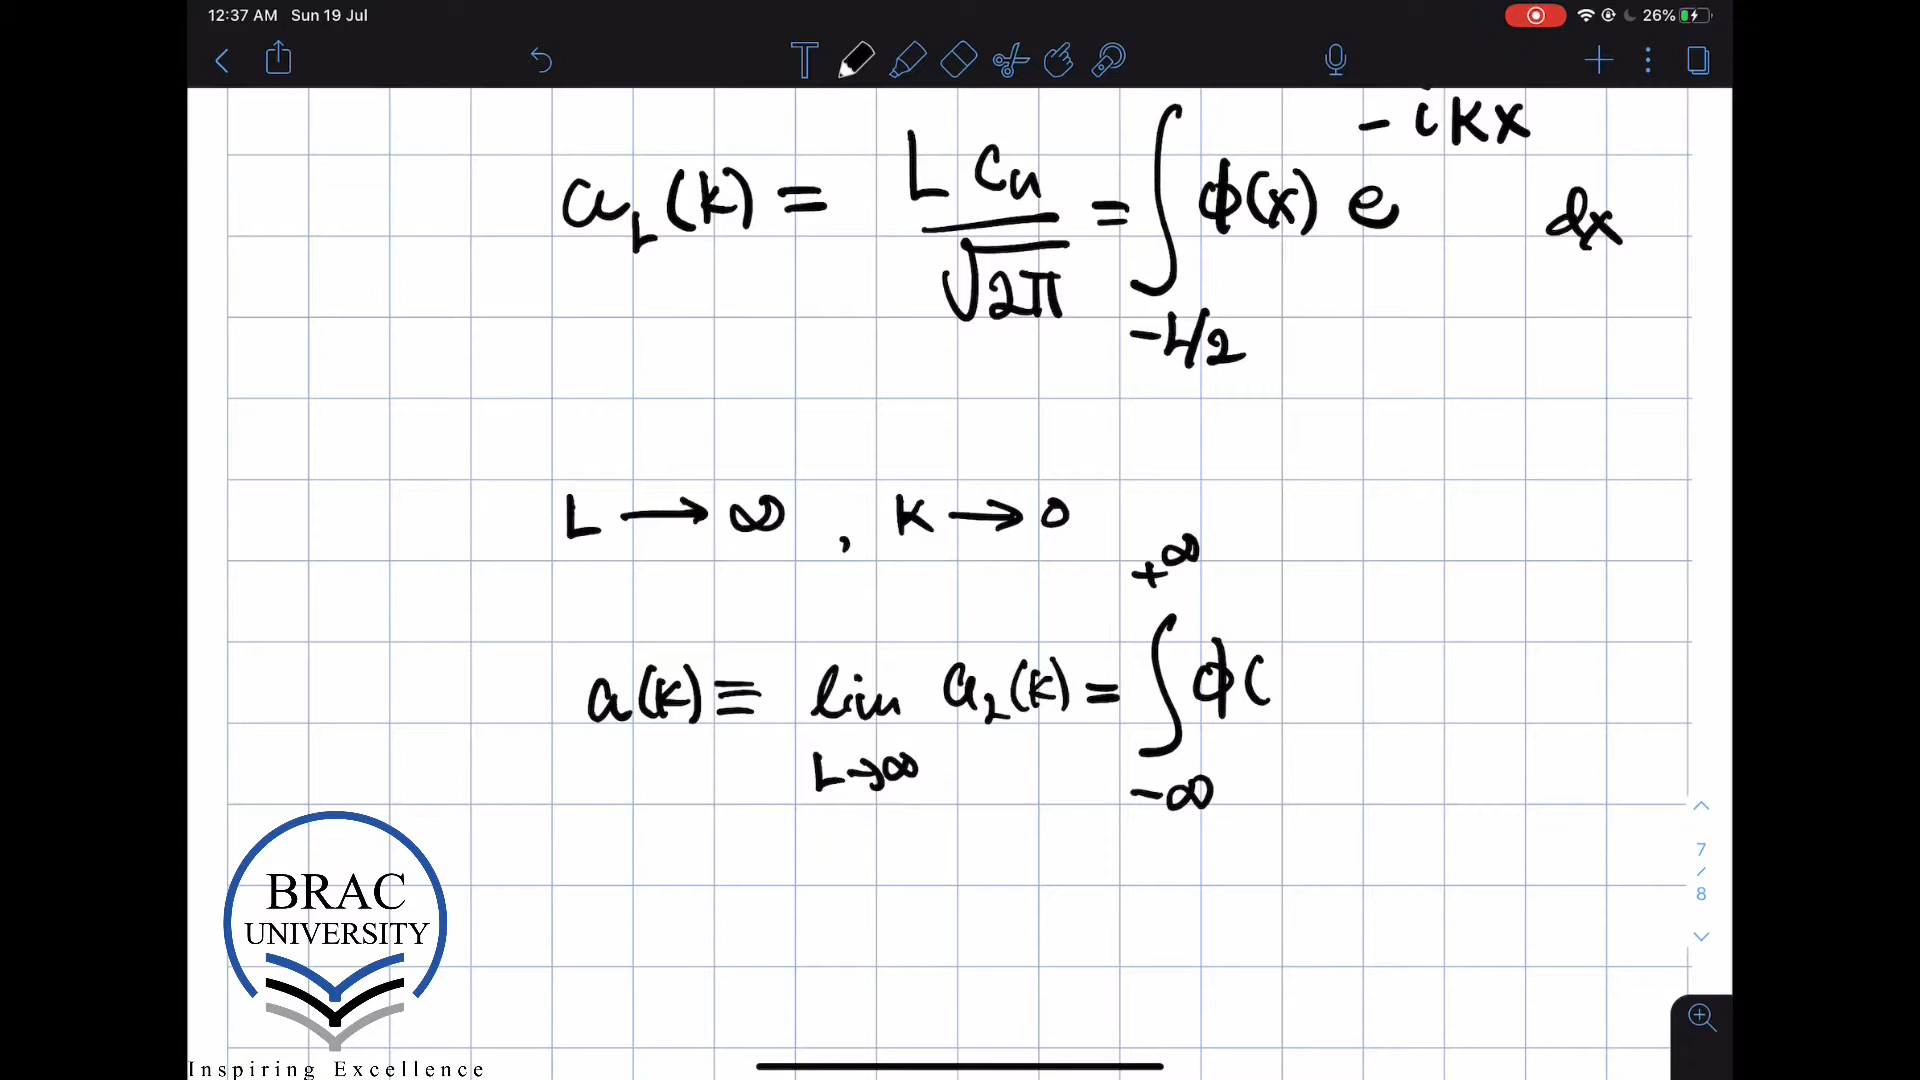 12:37 AM Sun 19 Jul
26%
T
a_L(k) = L C_n / √2π = ∫_{-L/2} ϕ(x) e^{-ikx} dx
L → ∞ , K → 0
a(k) ≡ lim_{L→∞} a_L(k) = ∫_{-∞}^{+∞} ϕ(
7
/
8
BRAC
UNIVERSITY
Inspiring Excellence